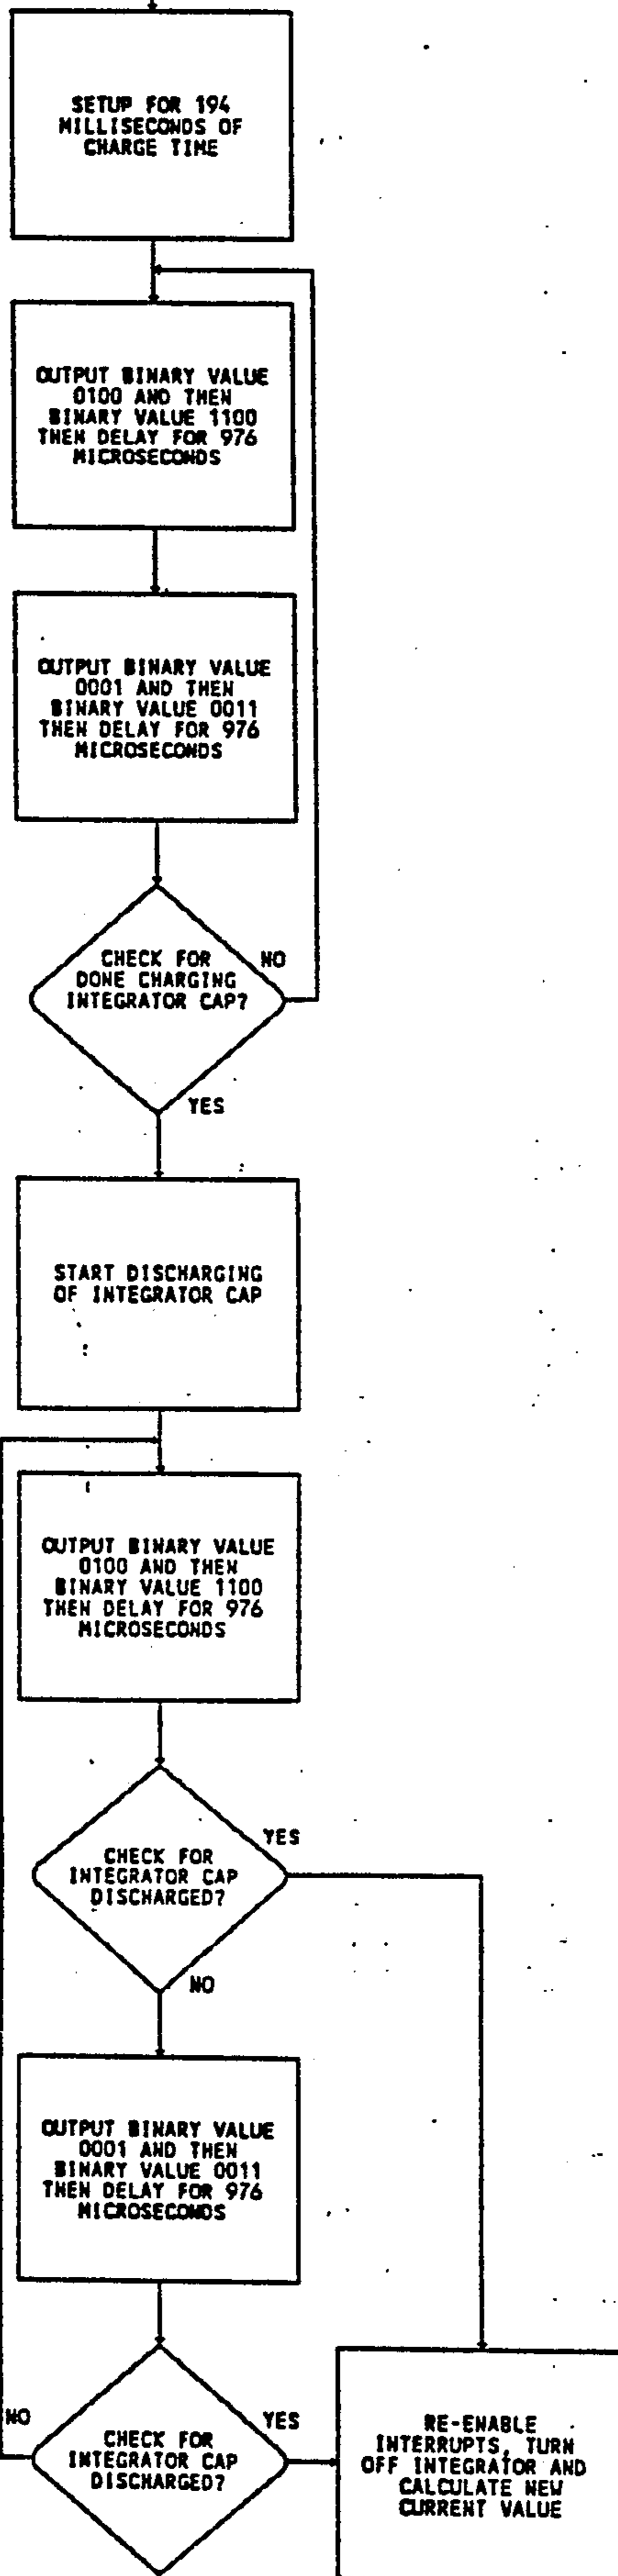 SETUP FOR 194
MILLISECONDS OF
CHARGE TIME
OUTPUT BINARY VALUE
0100 AND THEN
BINARY VALUE 1100
THEN DELAY FOR 976
MICROSECONDS
OUTPUT BINARY VALUE
0001 AND THEN
BINARY VALUE 0011
THEN DELAY FOR 976
MICROSECONDS
CHECK FOR
DONE CHARGING
INTEGRATOR CAP?
NO
YES
START DISCHARGING
OF INTEGRATOR CAP
OUTPUT BINARY VALUE
0100 AND THEN
BINARY VALUE 1100
THEN DELAY FOR 976
MICROSECONDS
YES
CHECK FOR
INTEGRATOR CAP
DISCHARGED?
NO
OUTPUT BINARY VALUE
0001 AND THEN
BINARY VALUE 0011
THEN DELAY FOR 976
MICROSECONDS
NO
CHECK FOR
INTEGRATOR CAP
DISCHARGED?
YES
RE-ENABLE
INTERRUPTS, TURN
OFF INTEGRATOR AND
CALCULATE NEW
CURRENT VALUE